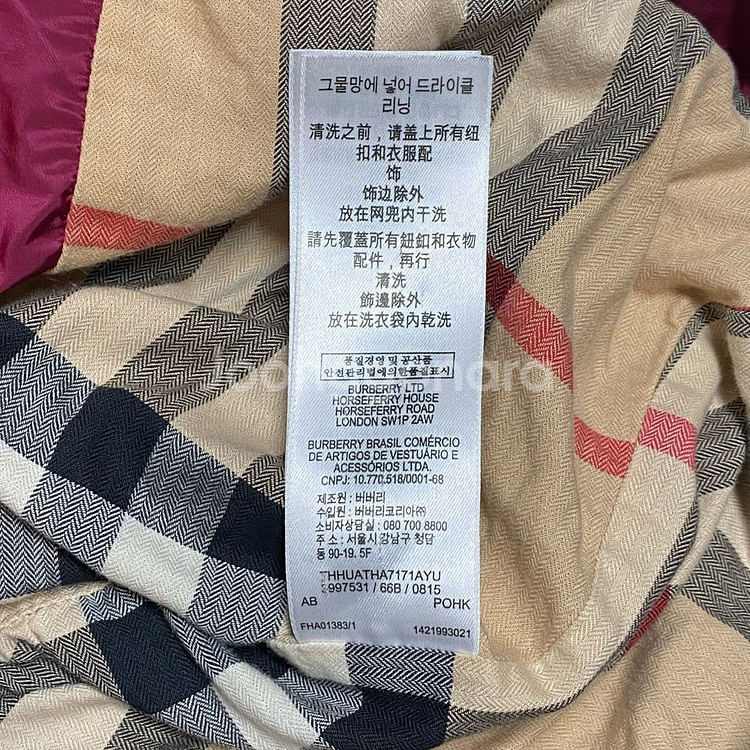 그물망에 넣어 드라이클
리닝
清洗之前，请盖上所有纽
扣和衣服配
饰
饰边除外
放在网兜内干洗
請先覆蓋所有鈕釦和衣物
配件，再行
清洗
飾邊除外
放在洗衣袋內乾洗
품질경영 및 공산품
안전관리법에의한품질표시
BURBERRY LTD
HORSEFERRY HOUSE
HORSEFERRY ROAD
LONDON SW1P 2AW
BURBERRY BRASIL COMÉRCIO
DE ARTIGOS DE VESTUÁRIO E
ACESSÓRIOS LTDA.
CNPJ: 10.770.518/0001-68
제조원 : 버버리
수입원 : 버버리코리아㈜
소비자상담실 : 080 700 8800
주 소 : 서울시 강남구 청담
동 90-19. 5F
THHUATHA7171AYU
3997531 / 66B / 0815
AB POHK
FHA01383/1 1421993021